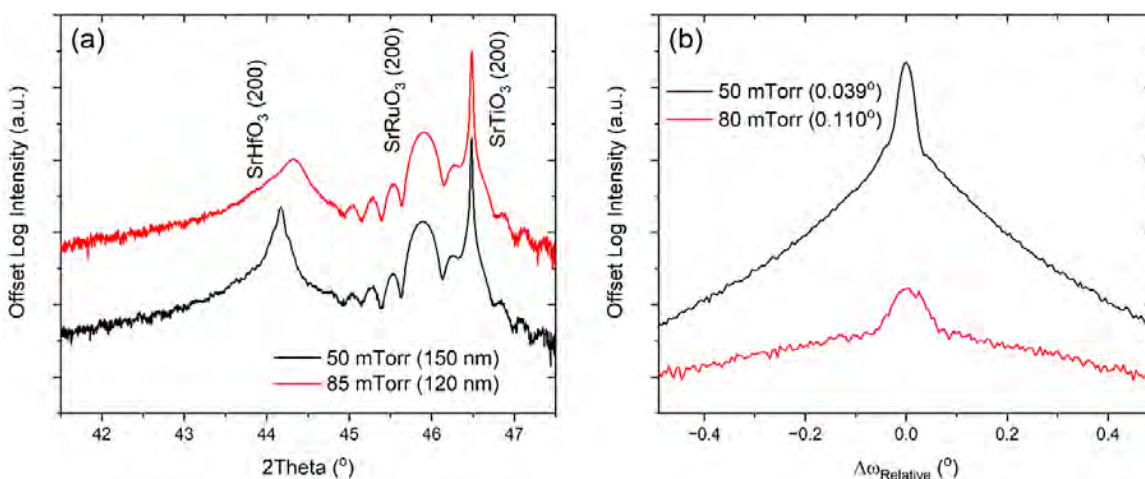 (a)
Offset Log Intensity (a.u.)
SrHfO₃ (200)
SrRuO₃ (200)
SrTiO₃ (200)
50 mTorr (150 nm)
85 mTorr (120 nm)
42 43 44 45 46 47
2Theta (°)
(b)
Offset Log Intensity (a.u.)
50 mTorr (0.039°)
80 mTorr (0.110°)
−0.4 −0.2 0.0 0.2 0.4
Δω_Relative (°)